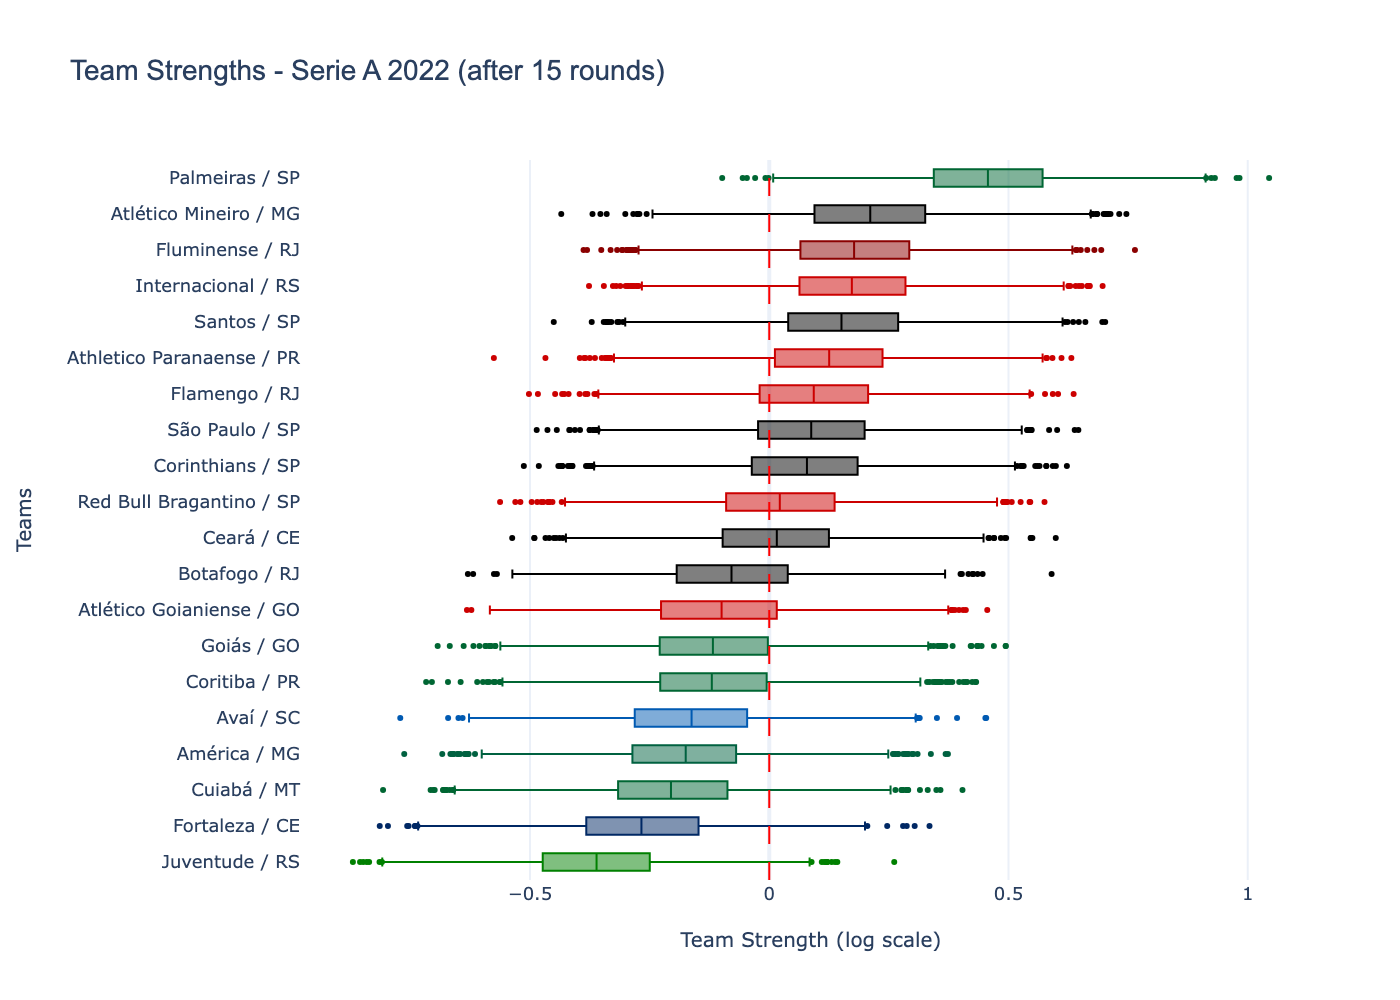 Team Strengths - Serie A 2022 (after 15 rounds)
Palmeiras / SP
Atlético Mineiro / MG
Fluminense / RJ
Internacional / RS
Santos / SP
Athletico Paranaense / PR
Flamengo / RJ
São Paulo / SP
Corinthians / SP
Red Bull Bragantino / SP
Ceará / CE
Botafogo / RJ
Atlético Goianiense / GO
Goiás / GO
Coritiba / PR
Avaí / SC
América / MG
Cuiabá / MT
Fortaleza / CE
Juventude / RS
Teams
−0.5 0 0.5 1
Team Strength (log scale)